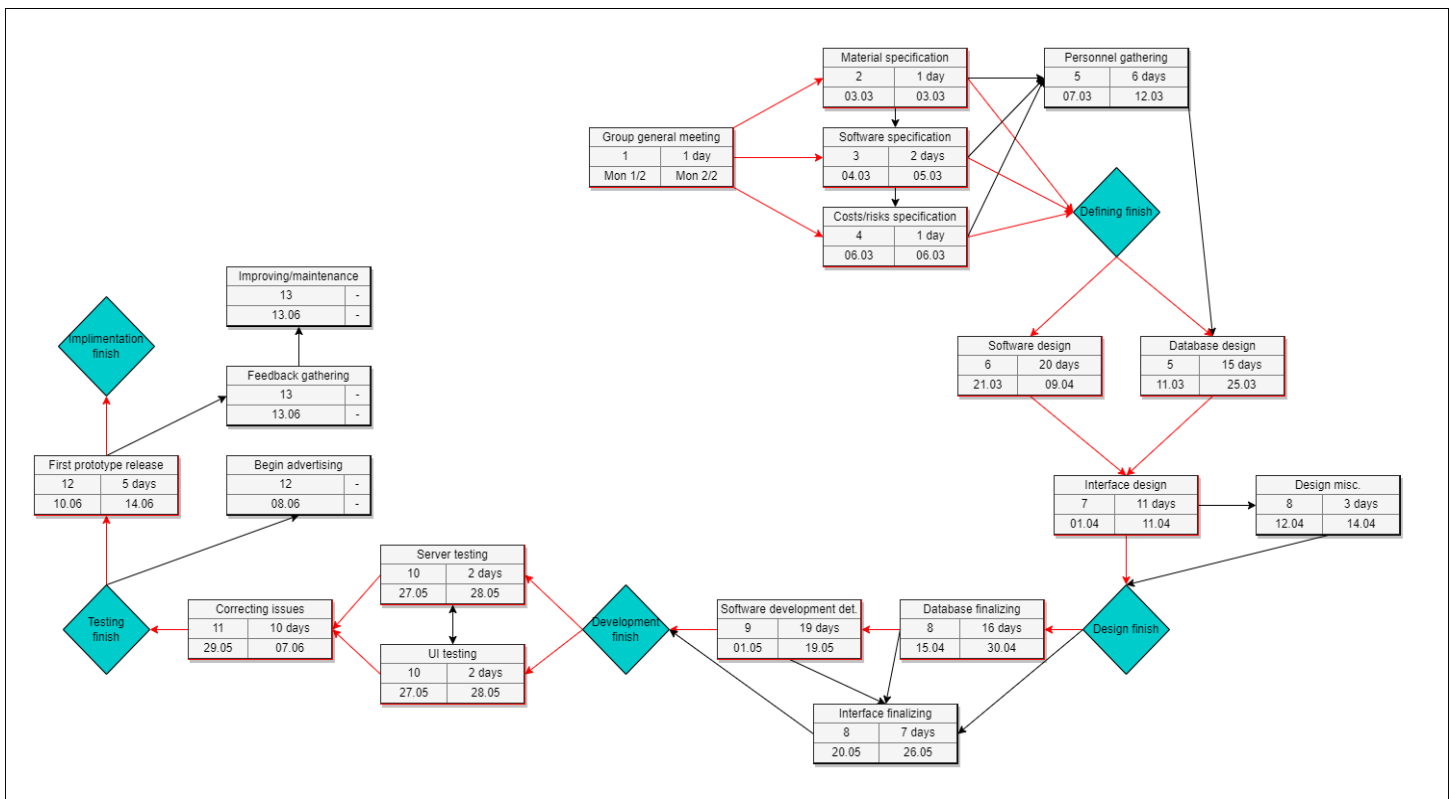 Material specification
2 1 day
03.03 03.03
Personnel gathering
5 6 days
07.03 12.03
Group general meeting
1 1 day
Mon 1/2 Mon 2/2
Software specification
3 2 days
04.03 05.03
Costs/risks specification
4 1 day
06.03 06.03
Defining finish
Software design
6 20 days
21.03 09.04
Database design
5 15 days
11.03 25.03
Interface design
7 11 days
01.04 11.04
Design misc.
8 3 days
12.04 14.04
Design finish
Database finalizing
8 16 days
15.04 30.04
Software development det.
9 19 days
01.05 19.05
Interface finalizing
8 7 days
20.05 26.05
Development
finish
Server testing
10 2 days
27.05 28.05
UI testing
10 2 days
27.05 28.05
Correcting issues
11 10 days
29.05 07.06
Testing
finish
Begin advertising
12 -
08.06 -
First prototype release
12 5 days
10.06 14.06
Feedback gathering
13 -
13.06 -
Improving/maintenance
13 -
13.06 -
Implimentation
finish